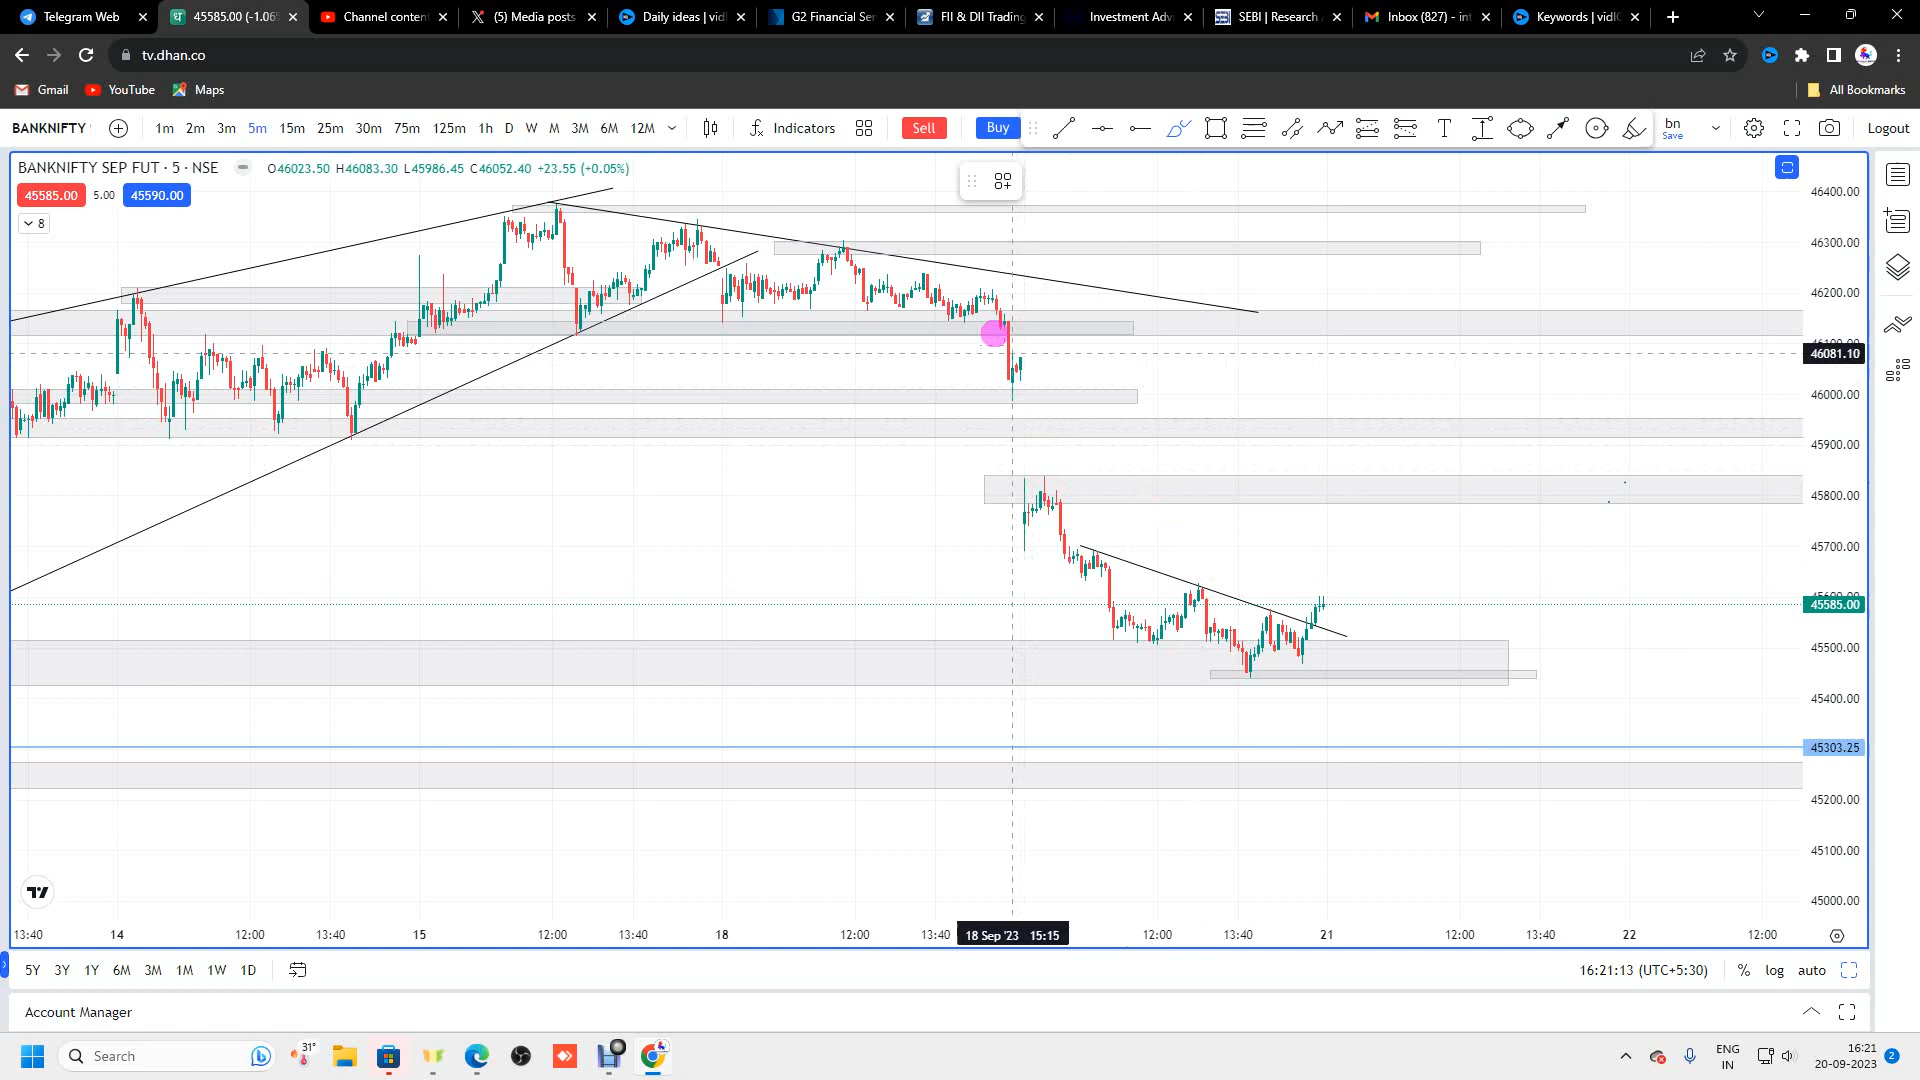 Telegram Web
45585.00 (-1.06
Channel content
(5) Media posts
Daily ideas | vidI
G2 Financial Ser
FII & DII Trading
Investment Adv
SEBI | Research
Inbox (827) - int
Keywords | vidIQ
tv.dhan.co
Gmail
YouTube
Maps
All Bookmarks
BANKNIFTY
1m 2m 3m 5m 15m 25m 30m 75m 125m 1h D W M 3M 6M 12M
Indicators
Sell
Buy
bn
Save
Logout
BANKNIFTY SEP FUT · 5 · NSE
O46023.50 H46083.30 L45986.45 C46052.40 +23.55 (+0.05%)
45585.00 5.00 45590.00
8
46400.00
46300.00
46200.00
46081.10
46000.00
45900.00
45800.00
45700.00
45585.00
45500.00
45400.00
45303.25
45200.00
45100.00
45000.00
13:40 14 12:00 13:40 15 12:00 13:40 18 12:00 13:40 18 Sep '23 15:15 12:00 13:40 21 12:00 13:40 22 12:00
5Y 3Y 1Y 6M 3M 1M 1W 1D
16:21:13 (UTC+5:30)
% log auto
Account Manager
Search
31°
ENG
IN
16:21
20-09-2023
2